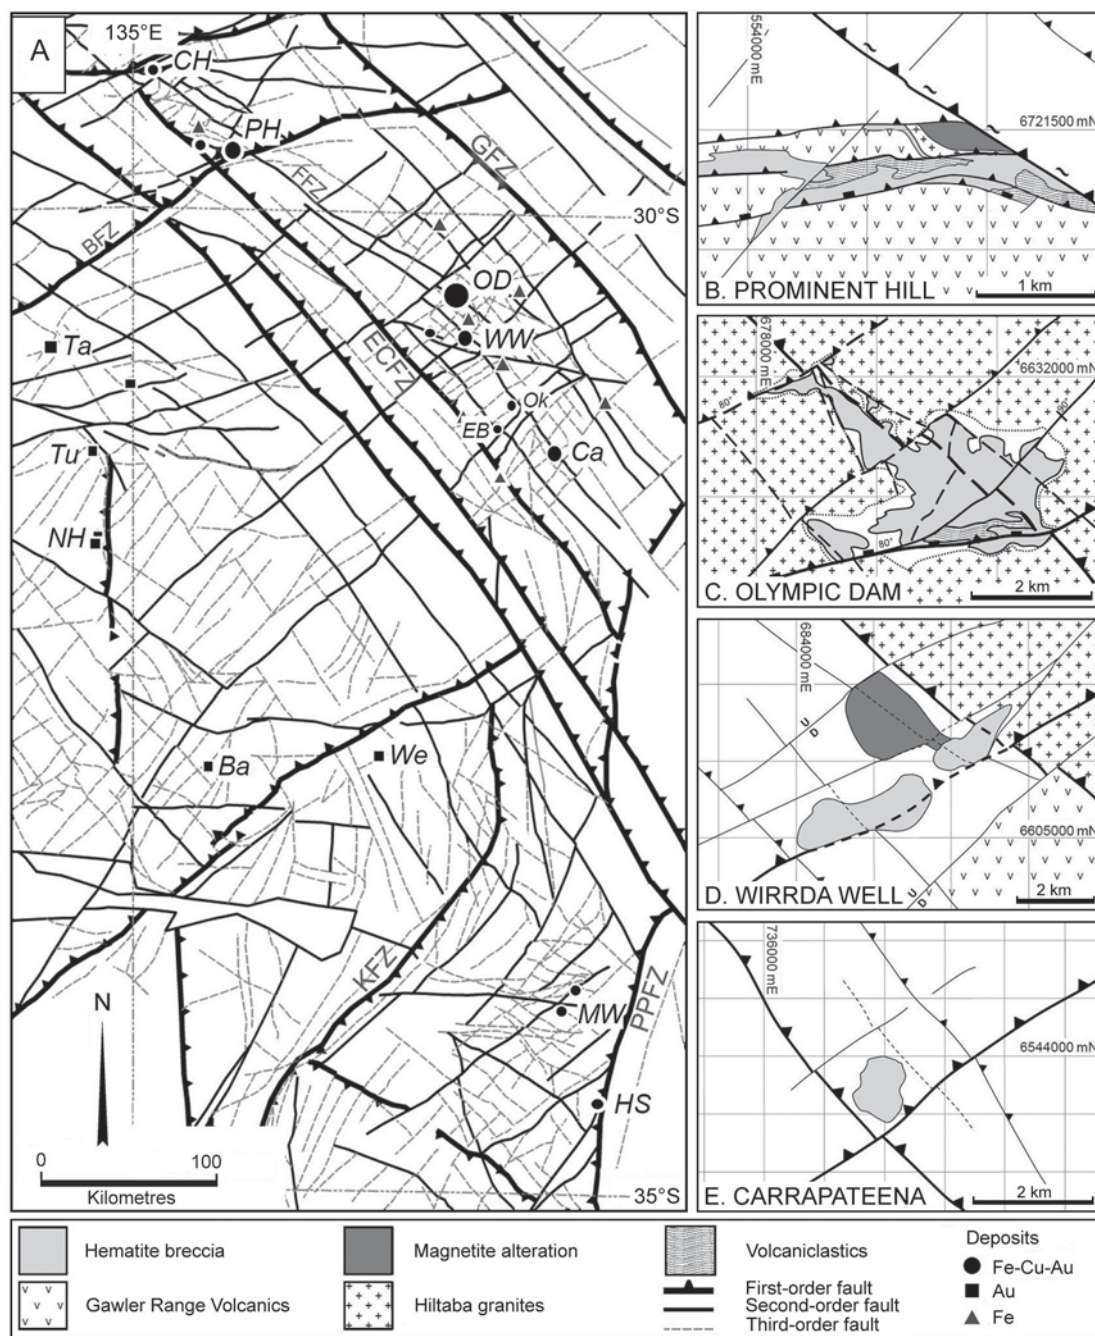 A
135°E
CH
PH
GFZ
FFZ
30°S
BFZ
OD
Ta
WW
ECFZ
Ok
EB
Ca
Tu
NH
Ba
We
KFZ
MW
PPFZ
N
HS
0 100
Kilometres
35°S
554000 mE
6721500 mN
B. PROMINENT HILL
1 km
678000 mE
6632000 mN
80°
90°
80°
C. OLYMPIC DAM
2 km
684000 mE
U
D
6605000 mN
U
D
D. WIRRDA WELL
2 km
736000 mE
6544000 mN
E. CARRAPATEENA
2 km
Hematite breccia
Magnetite alteration
Volcaniclastics
Deposits
Gawler Range Volcanics
Hiltaba granites
First-order fault
Second-order fault
Third-order fault
Fe-Cu-Au
Au
Fe